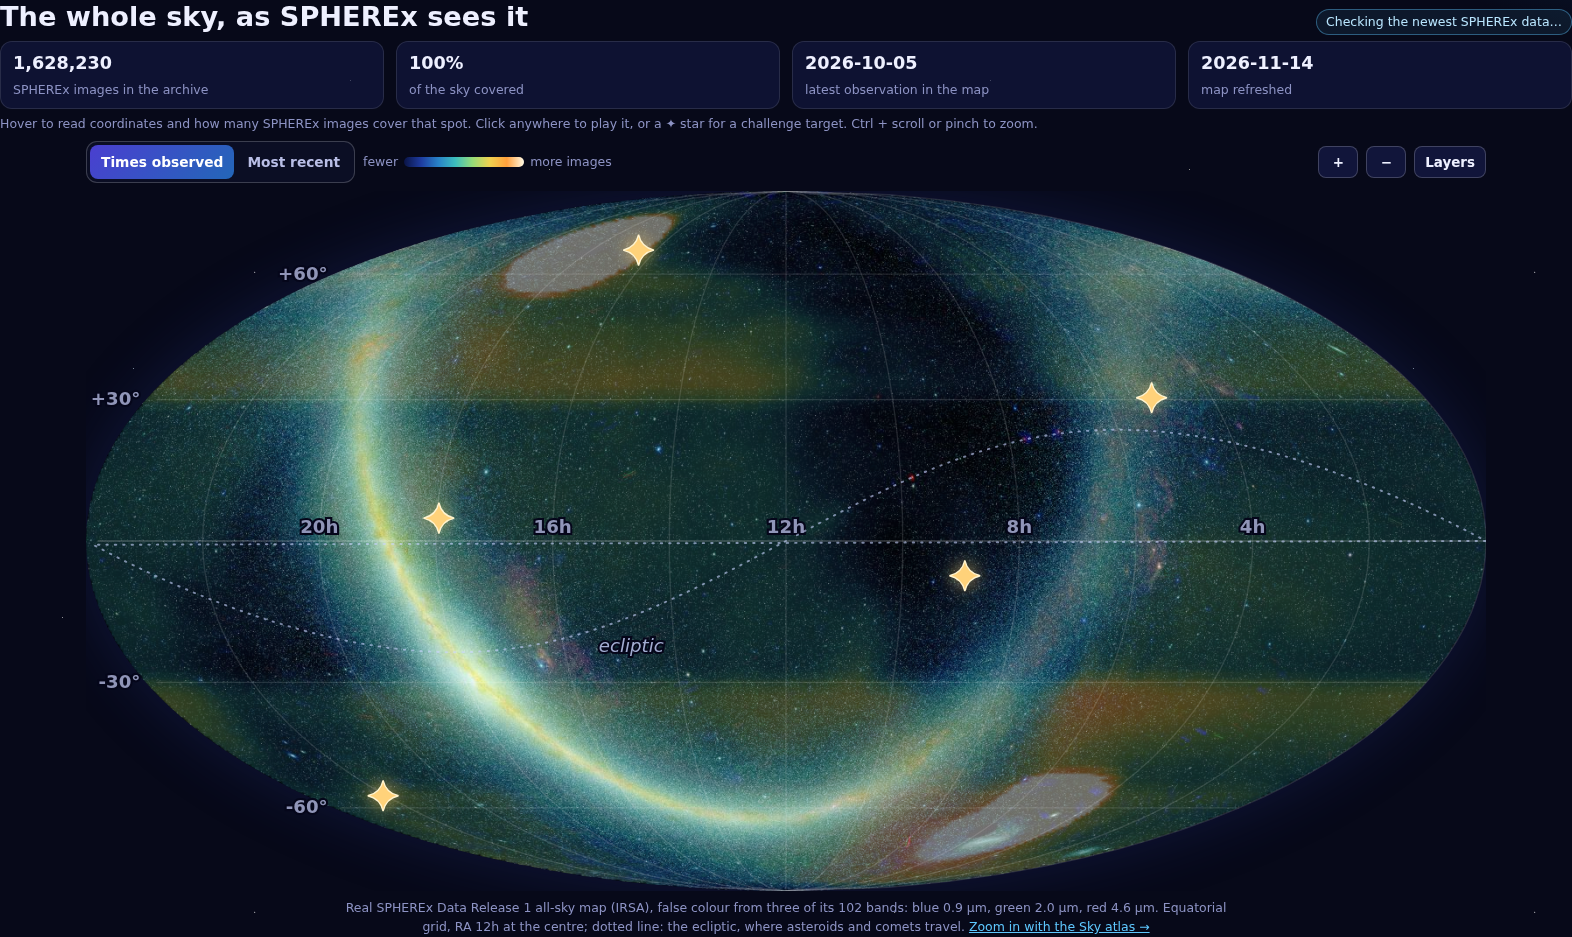 The whole sky, as SPHEREx sees it
Checking the newest SPHEREx data...
1,628,230
SPHEREx images in the archive
100%
of the sky covered
2026-10-05
latest observation in the map
2026-11-14
map refreshed
Hover to read coordinates and how many SPHEREx images cover that spot. Click anywhere to play it, or a ✦ star for a challenge target. Ctrl + scroll or pinch to zoom.
Times observed
Most recent
fewer
more images
+
−
Layers
+60°
+30°
20h
16h
12h
8h
4h
ecliptic
-30°
-60°
Real SPHEREx Data Release 1 all-sky map (IRSA), false colour from three of its 102 bands: blue 0.9 µm, green 2.0 µm, red 4.6 µm. Equatorial
grid, RA 12h at the centre; dotted line: the ecliptic, where asteroids and comets travel. Zoom in with the Sky atlas →